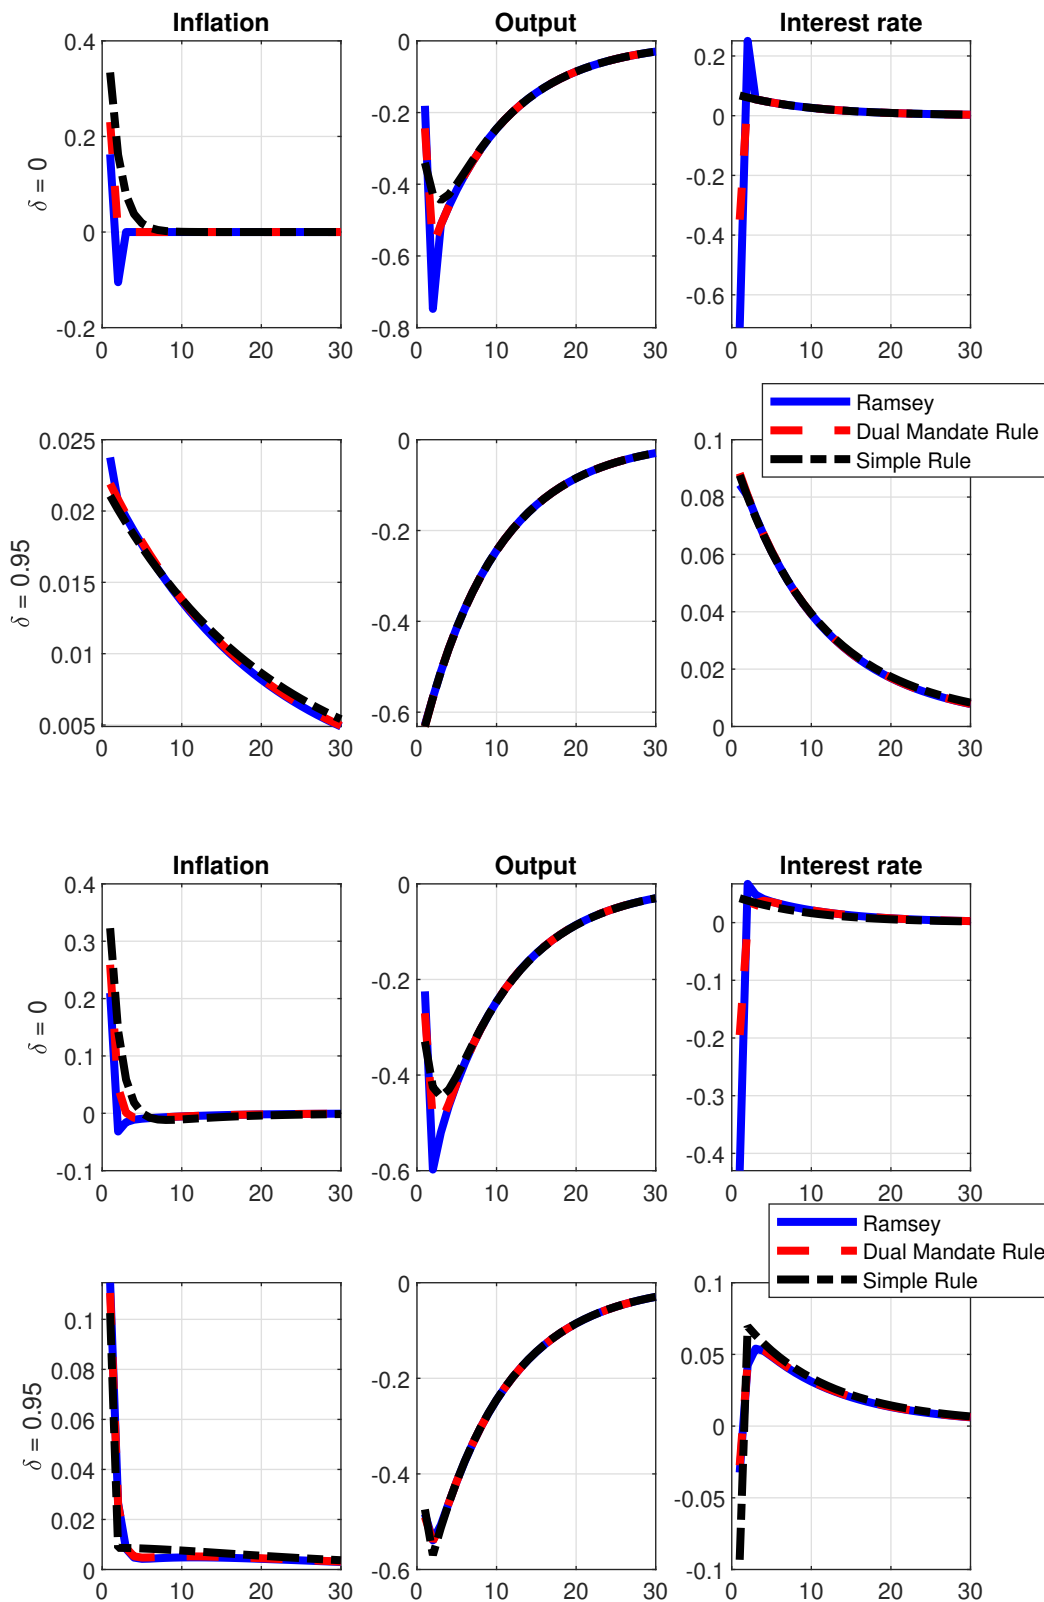 Inflation Output Interest rate
0.4 0.2 0 -0.2
δ = 0
0 10 20 30
0 -0.2 -0.4 -0.6 -0.8
0 10 20 30
0.2 0 -0.2 -0.4 -0.6
0 10 20 30
Ramsey
Dual Mandate Rule
Simple Rule
0.025 0.02 0.015 0.01 0.005
δ = 0.95
0 10 20 30
0 -0.2 -0.4 -0.6
0 10 20 30
0.1 0.08 0.06 0.04 0.02 0
0 10 20 30
Inflation Output Interest rate
0.4 0.3 0.2 0.1 0 -0.1
δ = 0
0 10 20 30
0 -0.2 -0.4 -0.6
0 10 20 30
0 -0.1 -0.2 -0.3 -0.4
0 10 20 30
Ramsey
Dual Mandate Rule
Simple Rule
0.1 0.08 0.06 0.04 0.02 0
δ = 0.95
0 10 20 30
0 -0.2 -0.4 -0.6
0 10 20 30
0.1 0.05 0 -0.05 -0.1
0 10 20 30